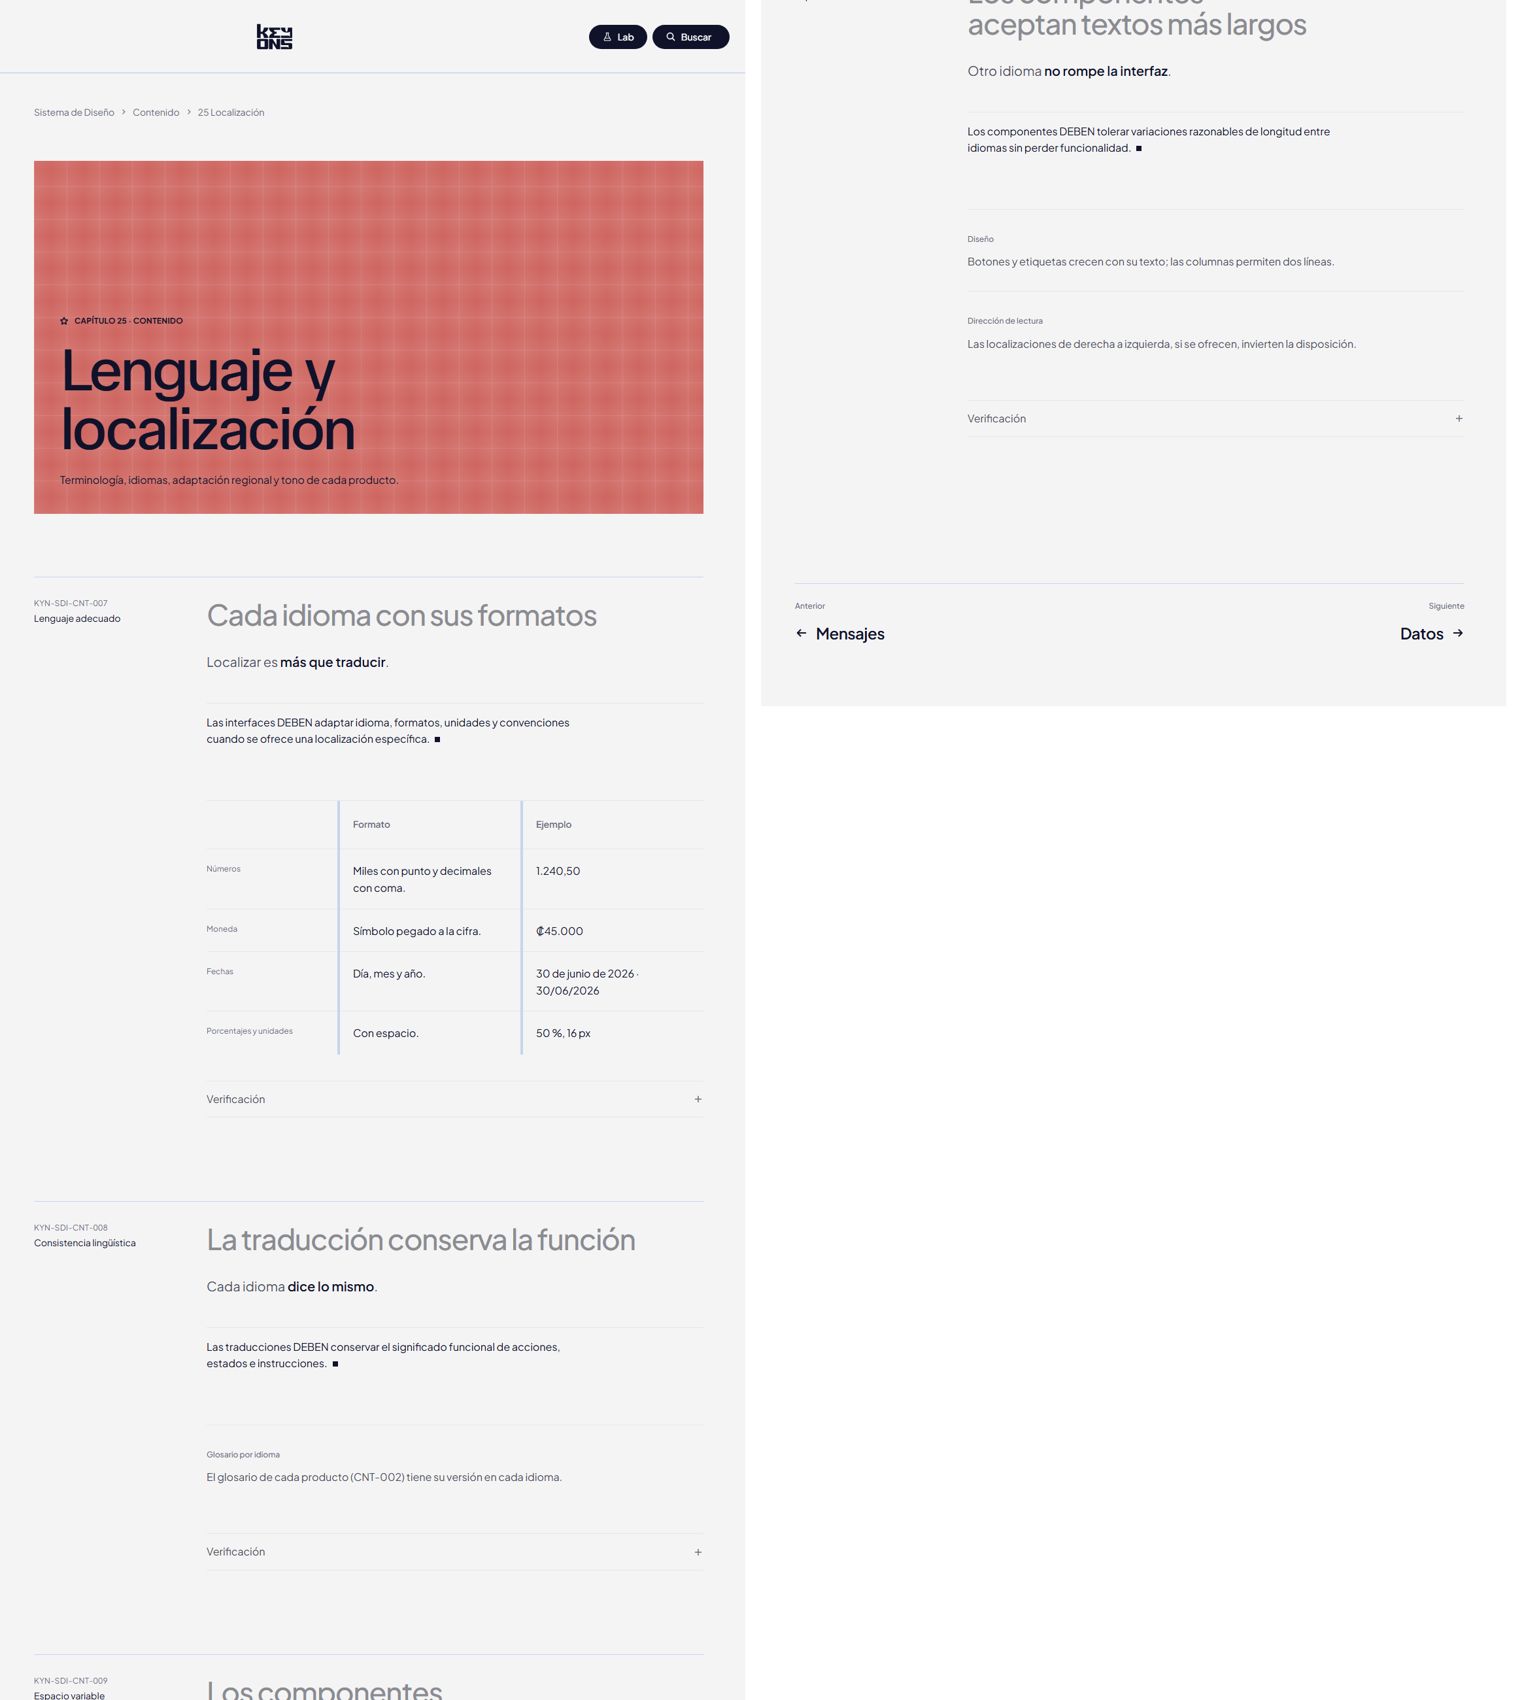 KEYONS
Lab
Buscar
Sistema de Diseño > Contenido > 25 Localización
CAPÍTULO 25 · CONTENIDO
Lenguaje y
localización
Terminología, idiomas, adaptación regional y tono de cada producto.
KYN-SDI-CNT-007
Lenguaje adecuado
Cada idioma con sus formatos
Localizar es más que traducir.
Las interfaces DEBEN adaptar idioma, formatos, unidades y convenciones
cuando se ofrece una localización específica.
Formato
Ejemplo
Números
Miles con punto y decimales
con coma.
1.240,50
Moneda
Símbolo pegado a la cifra.
₡45.000
Fechas
Día, mes y año.
30 de junio de 2026 ·
30/06/2026
Porcentajes y unidades
Con espacio.
50 %, 16 px
Verificación
KYN-SDI-CNT-008
Consistencia lingüística
La traducción conserva la función
Cada idioma dice lo mismo.
Las traducciones DEBEN conservar el significado funcional de acciones,
estados e instrucciones.
Glosario por idioma
El glosario de cada producto (CNT-002) tiene su versión en cada idioma.
Verificación
KYN-SDI-CNT-009
Espacio variable
Los componentes
aceptan textos más largos
Otro idioma no rompe la interfaz.
Los componentes DEBEN tolerar variaciones razonables de longitud entre
idiomas sin perder funcionalidad.
Diseño
Botones y etiquetas crecen con su texto; las columnas permiten dos líneas.
Dirección de lectura
Las localizaciones de derecha a izquierda, si se ofrecen, invierten la disposición.
Verificación
Anterior
← Mensajes
Siguiente
Datos →